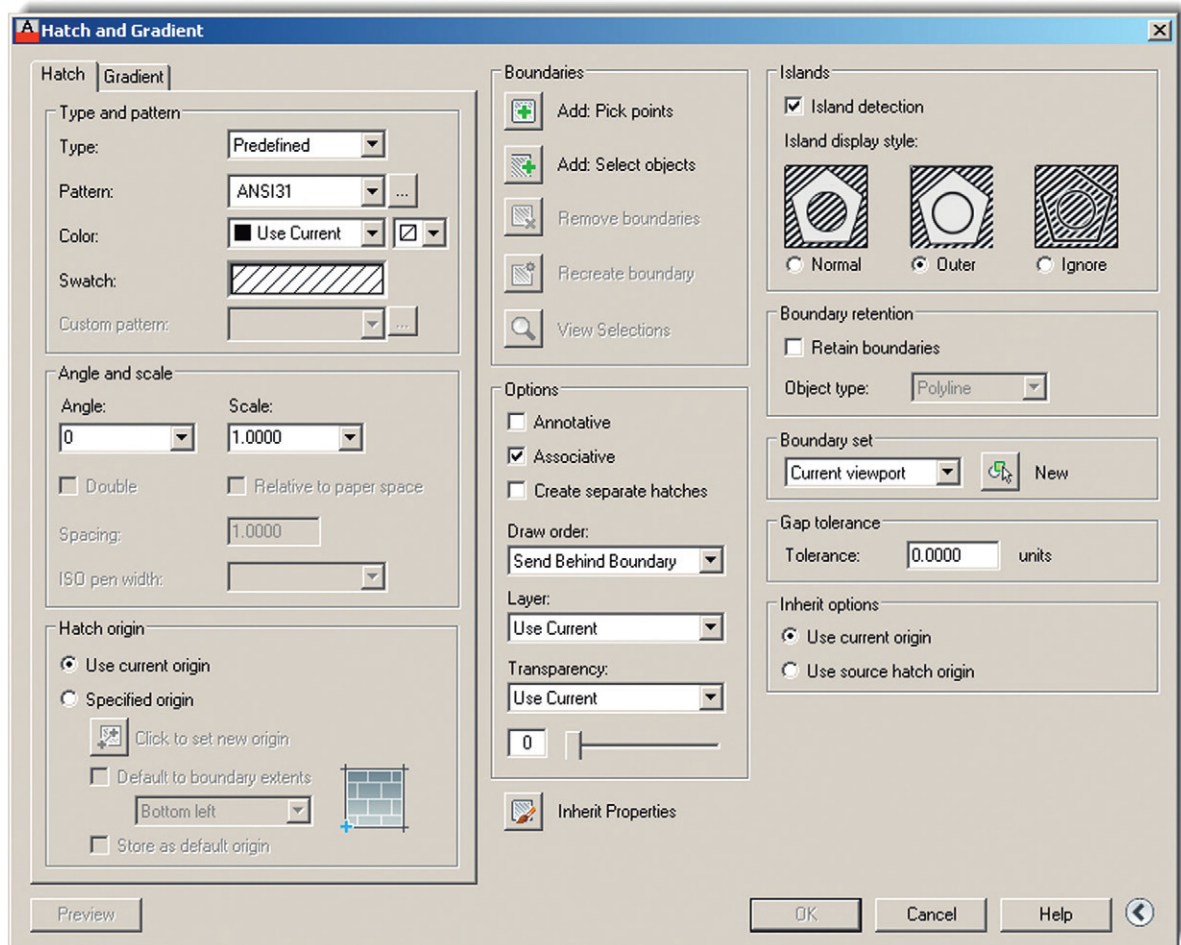 A Hatch and Gradient
Hatch Gradient
Type and pattern
Type: Predefined
Pattern: ANSI31 ...
Color: Use Current
Swatch:
Custom pattern: ...
Angle and scale
Angle: Scale:
0 1.0000
Double Relative to paper space
Spacing: 1.0000
ISO pen width:
Hatch origin
Use current origin
Specified origin
Click to set new origin
Default to boundary extents
Bottom left
Store as default origin
Preview
Boundaries
Add: Pick points
Add: Select objects
Remove boundaries
Recreate boundary
View Selections
Options
Annotative
Associative
Create separate hatches
Draw order:
Send Behind Boundary
Layer:
Use Current
Transparency:
Use Current
0
Inherit Properties
Islands
Island detection
Island display style:
Normal Outer Ignore
Boundary retention
Retain boundaries
Object type: Polyline
Boundary set
Current viewport New
Gap tolerance
Tolerance: 0.0000 units
Inherit options
Use current origin
Use source hatch origin
OK Cancel Help